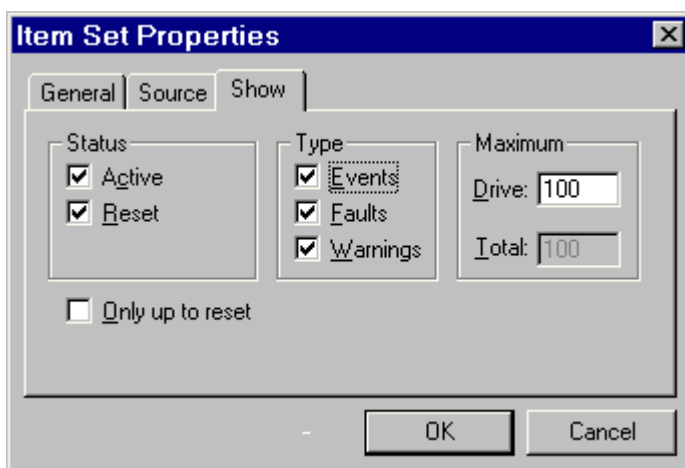 Item Set Properties
General Source Show
Status
Active
Reset
Type
Events
Faults
Warnings
Maximum
Drive: 100
Total: 100
Only up to reset
OK Cancel